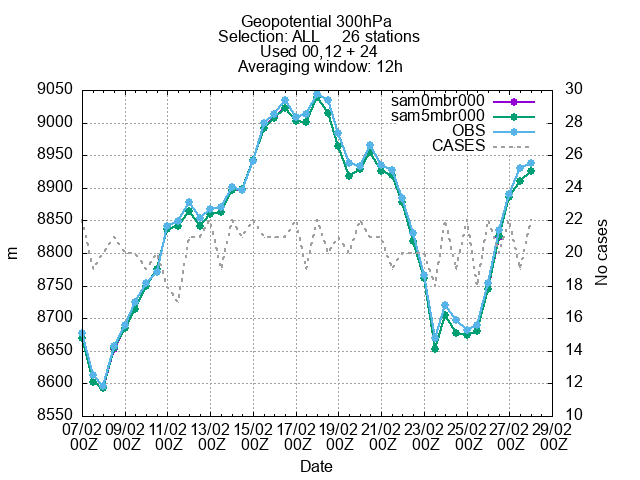 Geopotential 300hPa
Selection: ALL 26 stations
Used 00,12 + 24
Averaging window: 12h
9050 30
sam0mbr000
sam5mbr000
9000 28
OBS
CASES
8950 26
8900 24
8850 22
8800 20
m
No cases
8750 18
8700 16
8650 14
8600 12
8550 10
07/02 09/02 11/02 13/02 15/02 17/02 19/02 21/02 23/02 25/02 27/02 29/02
00Z 00Z 00Z 00Z 00Z 00Z 00Z 00Z 00Z 00Z 00Z 00Z
Date